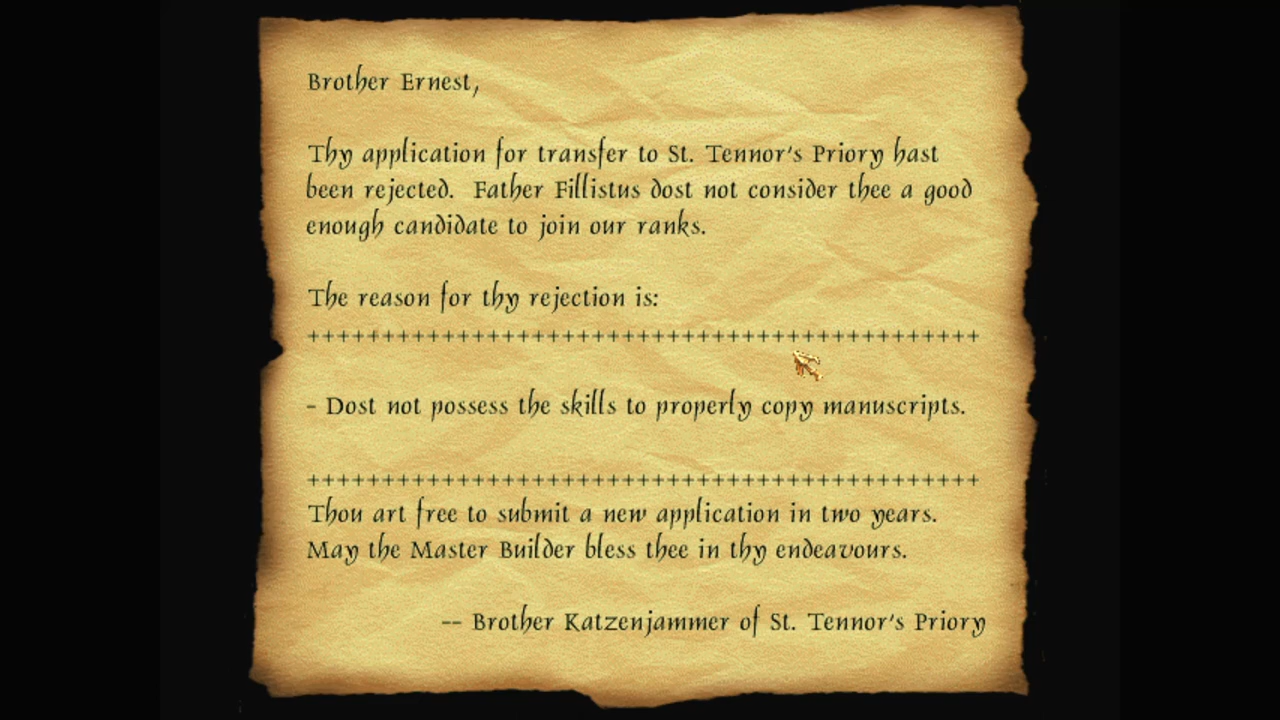 Brother Ernest,
Thy application for transfer to St. Tennor's Priory hast
been rejected. Father Fillistus dost not consider thee a good
enough candidate to join our ranks.
The reason for thy rejection is:
+++++++++++++++++++++++++++++++++++++++++++++
- Dost not possess the skills to properly copy manuscripts.
+++++++++++++++++++++++++++++++++++++++++++++
Thou art free to submit a new application in two years.
May the Master Builder bless thee in thy endeavours.
-- Brother Katzenjammer of St. Tennor's Priory